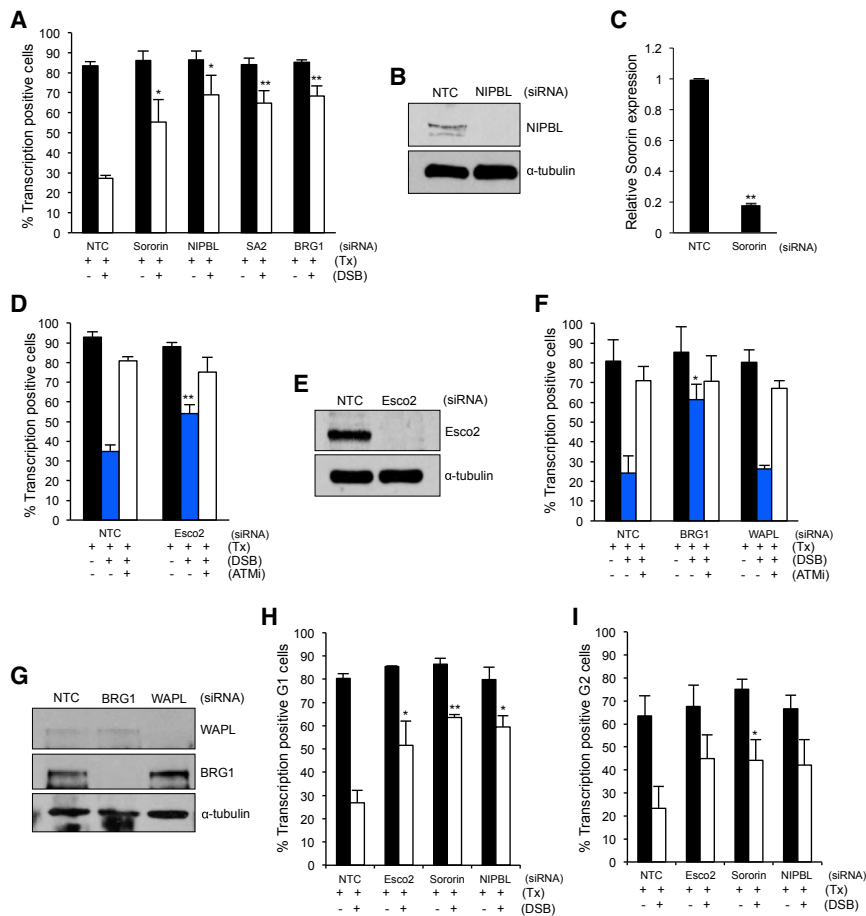 A
% Transcription positive cells
100
90
80
70
60
50
40
30
20
10
0
* * ** **
NTC Sororin NIPBL SA2 BRG1 (siRNA)
+ + + + + + + + + + (Tx)
- + - + - + - + - + (DSB)
B
NTC NIPBL (siRNA)
NIPBL
α-tubulin
C
Relative Sororin expression
1.2
1
0.8
0.6
0.4
0.2
0
**
NTC Sororin (siRNA)
D
% Transcription positive cells
100
90
80
70
60
50
40
30
20
10
0
**
NTC Esco2 (siRNA)
+ + + + + + (Tx)
- + + - + + (DSB)
- - + - - + (ATMi)
E
NTC Esco2 (siRNA)
Esco2
α-tubulin
F
% Transcription positive cells
100
90
80
70
60
50
40
30
20
10
0
*
NTC BRG1 WAPL (siRNA)
+ + + + + + + + + (Tx)
- + + - + + - + + (DSB)
- - + - - + - - + (ATMi)
G
NTC BRG1 WAPL (siRNA)
WAPL
BRG1
α-tubulin
H
% Transcription positive G1 cells
100
90
80
70
60
50
40
30
20
10
0
* ** *
NTC Esco2 Sororin NIPBL (siRNA)
+ + + + + + + + (Tx)
- + - + - + - + (DSB)
I
% Transcription positive G2 cells
100
90
80
70
60
50
40
30
20
10
0
*
NTC Esco2 Sororin NIPBL (siRNA)
+ + + + + + + + (Tx)
- + - + - + - + (DSB)